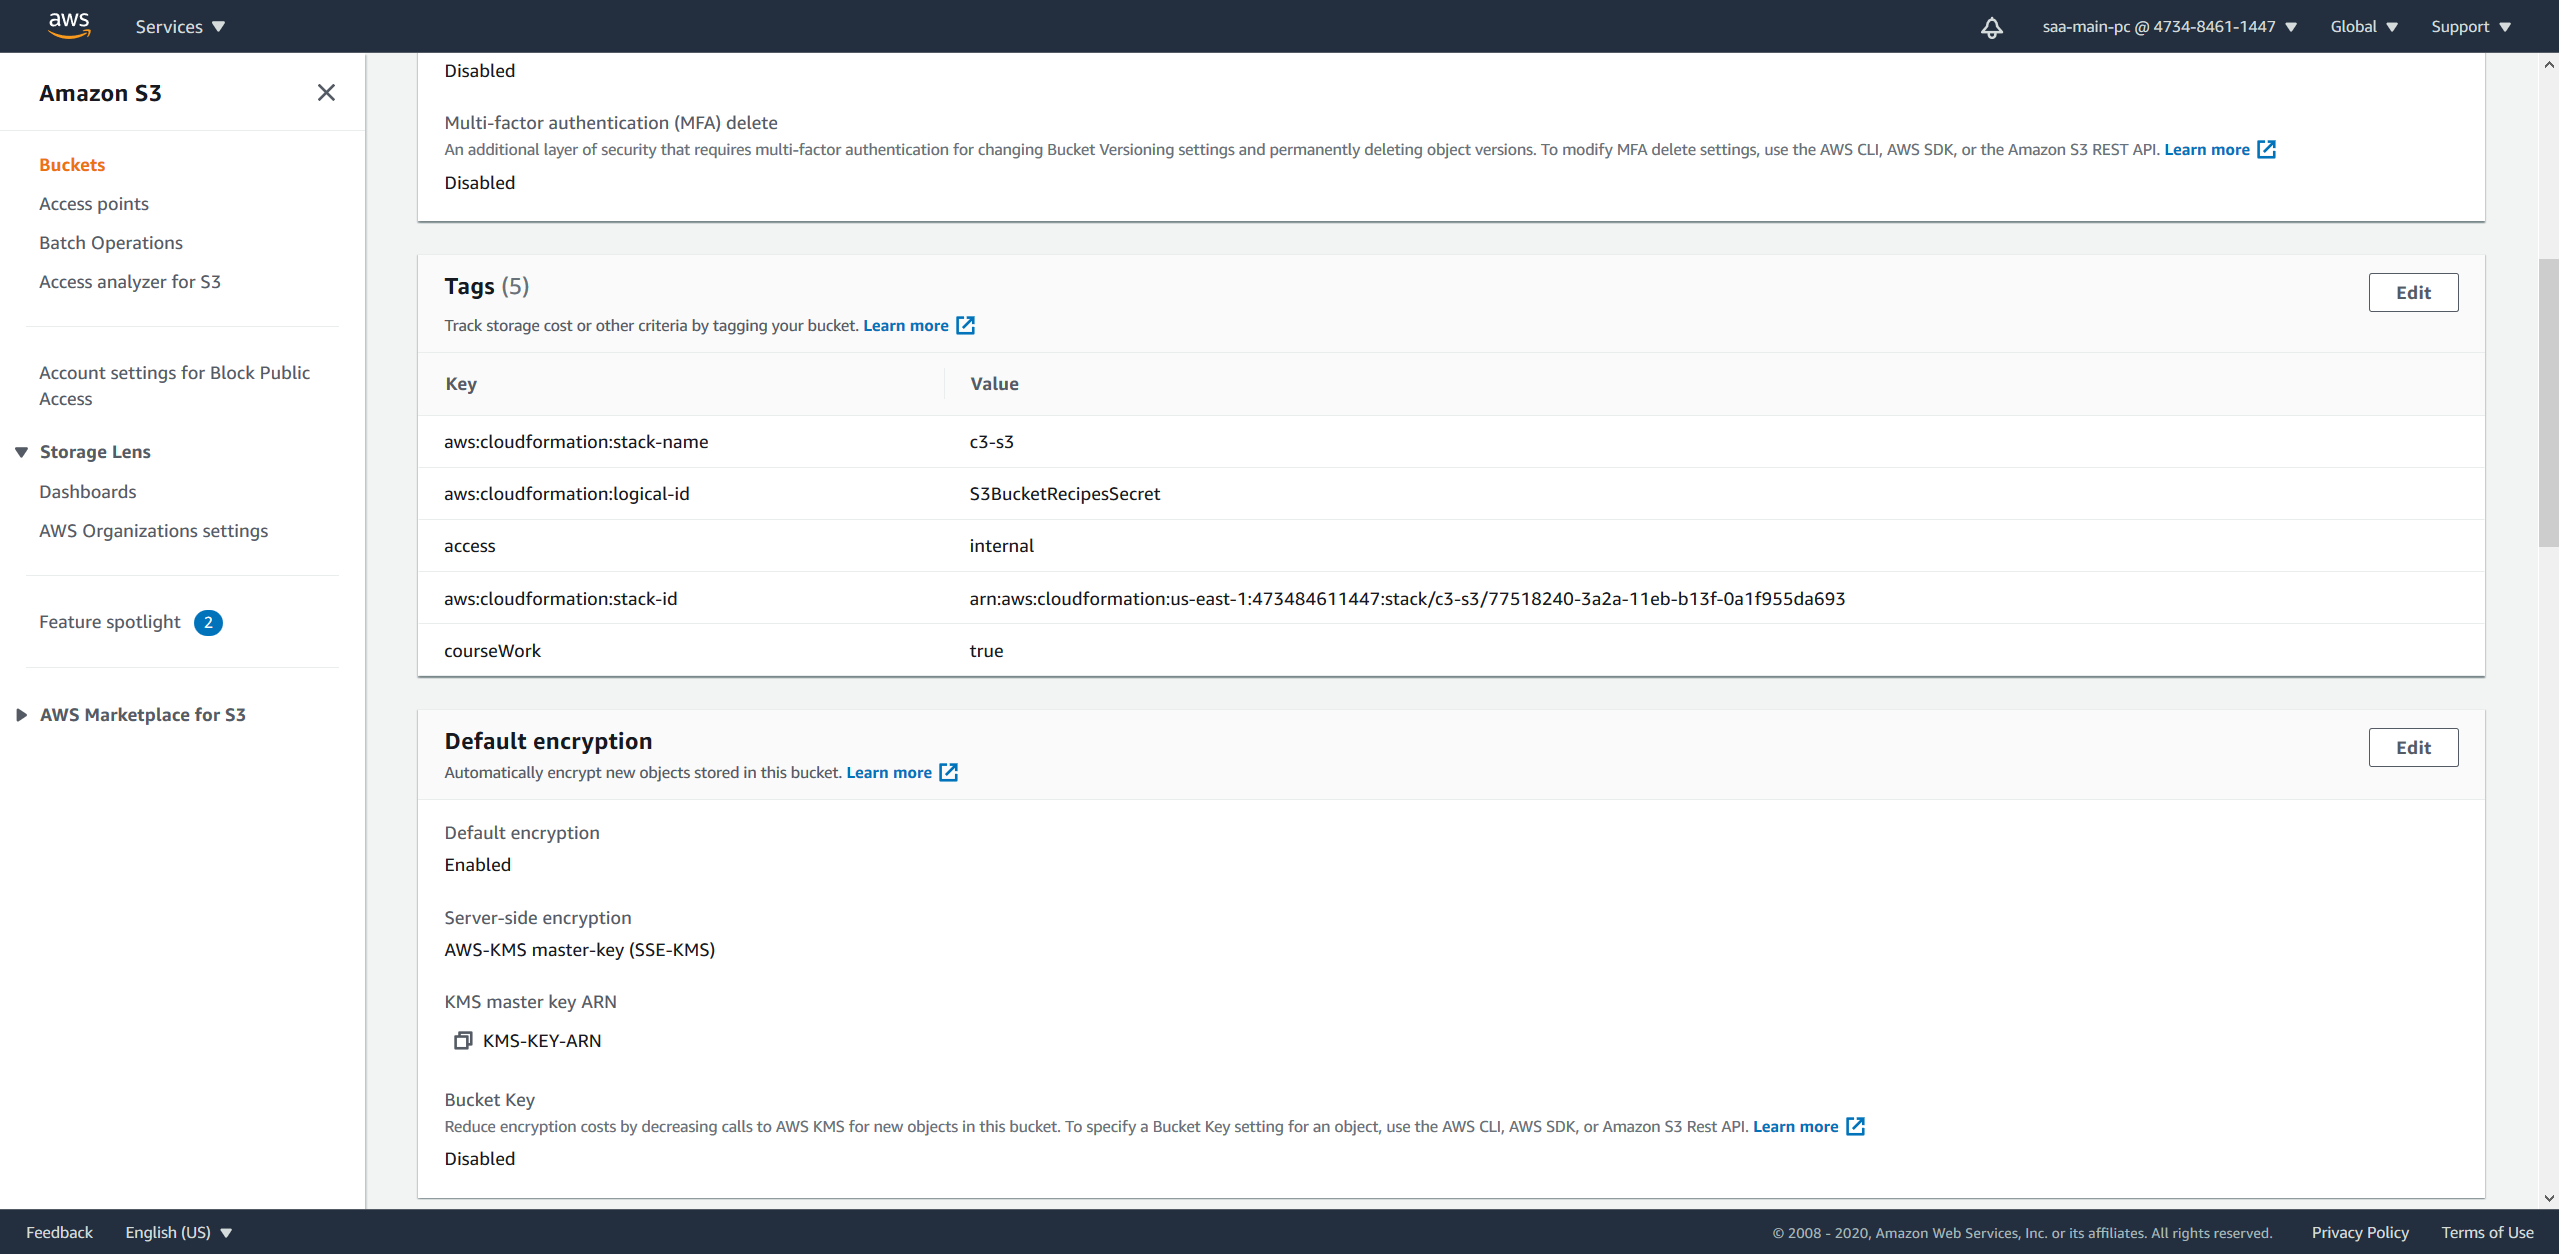 aws
Services
saa-main-pc @ 4734-8461-1447
Global
Support
Amazon S3
Buckets
Access points
Batch Operations
Access analyzer for S3
Account settings for Block Public
Access
Storage Lens
Dashboards
AWS Organizations settings
Feature spotlight 2
AWS Marketplace for S3
Disabled
Multi-factor authentication (MFA) delete
An additional layer of security that requires multi-factor authentication for changing Bucket Versioning settings and permanently deleting object versions. To modify MFA delete settings, use the AWS CLI, AWS SDK, or the Amazon S3 REST API. Learn more
Disabled
Tags (5)
Edit
Track storage cost or other criteria by tagging your bucket. Learn more
Key Value
aws:cloudformation:stack-name c3-s3
aws:cloudformation:logical-id S3BucketRecipesSecret
access internal
aws:cloudformation:stack-id arn:aws:cloudformation:us-east-1:473484611447:stack/c3-s3/77518240-3a2a-11eb-b13f-0a1f955da693
courseWork true
Default encryption
Edit
Automatically encrypt new objects stored in this bucket. Learn more
Default encryption
Enabled
Server-side encryption
AWS-KMS master-key (SSE-KMS)
KMS master key ARN
KMS-KEY-ARN
Bucket Key
Reduce encryption costs by decreasing calls to AWS KMS for new objects in this bucket. To specify a Bucket Key setting for an object, use the AWS CLI, AWS SDK, or Amazon S3 Rest API. Learn more
Disabled
Feedback
English (US)
© 2008 - 2020, Amazon Web Services, Inc. or its affiliates. All rights reserved.
Privacy Policy
Terms of Use